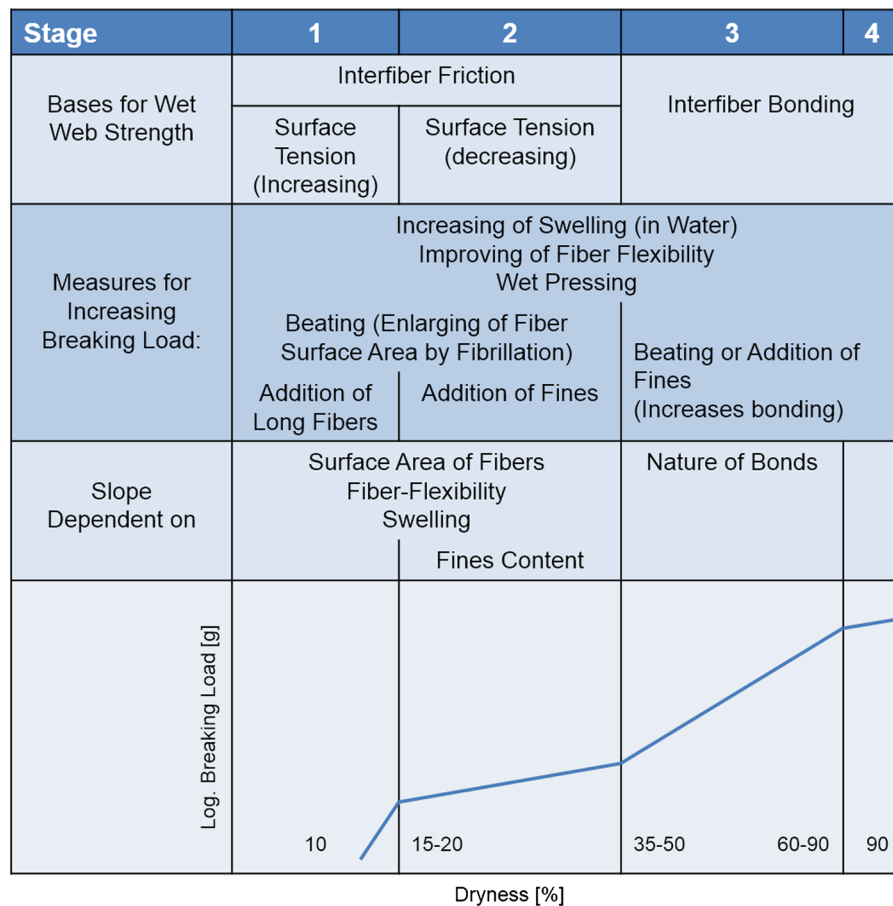 Stage 1 2 3 4
Bases for Wet
Web Strength
Interfiber Friction
Surface
Tension
(Increasing)
Surface Tension
(decreasing)
Interfiber Bonding
Measures for
Increasing
Breaking Load:
Increasing of Swelling (in Water)
Improving of Fiber Flexibility
Wet Pressing
Beating (Enlarging of Fiber
Surface Area by Fibrillation)
Addition of
Long Fibers
Addition of Fines
Beating or Addition of
Fines
(Increases bonding)
Slope
Dependent on
Surface Area of Fibers
Fiber-Flexibility
Swelling
Fines Content
Nature of Bonds
Log. Breaking Load [g]
10 15-20 35-50 60-90 90
Dryness [%]